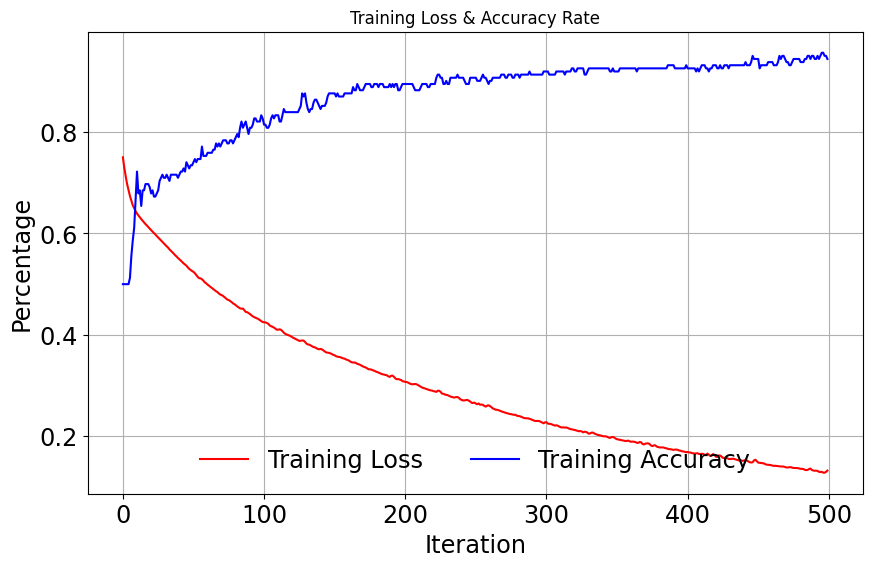 Training Loss & Accuracy Rate
Percentage
0.8
0.6
0.4
0.2
Training Loss
Training Accuracy
0
100
200
300
400
500
Iteration